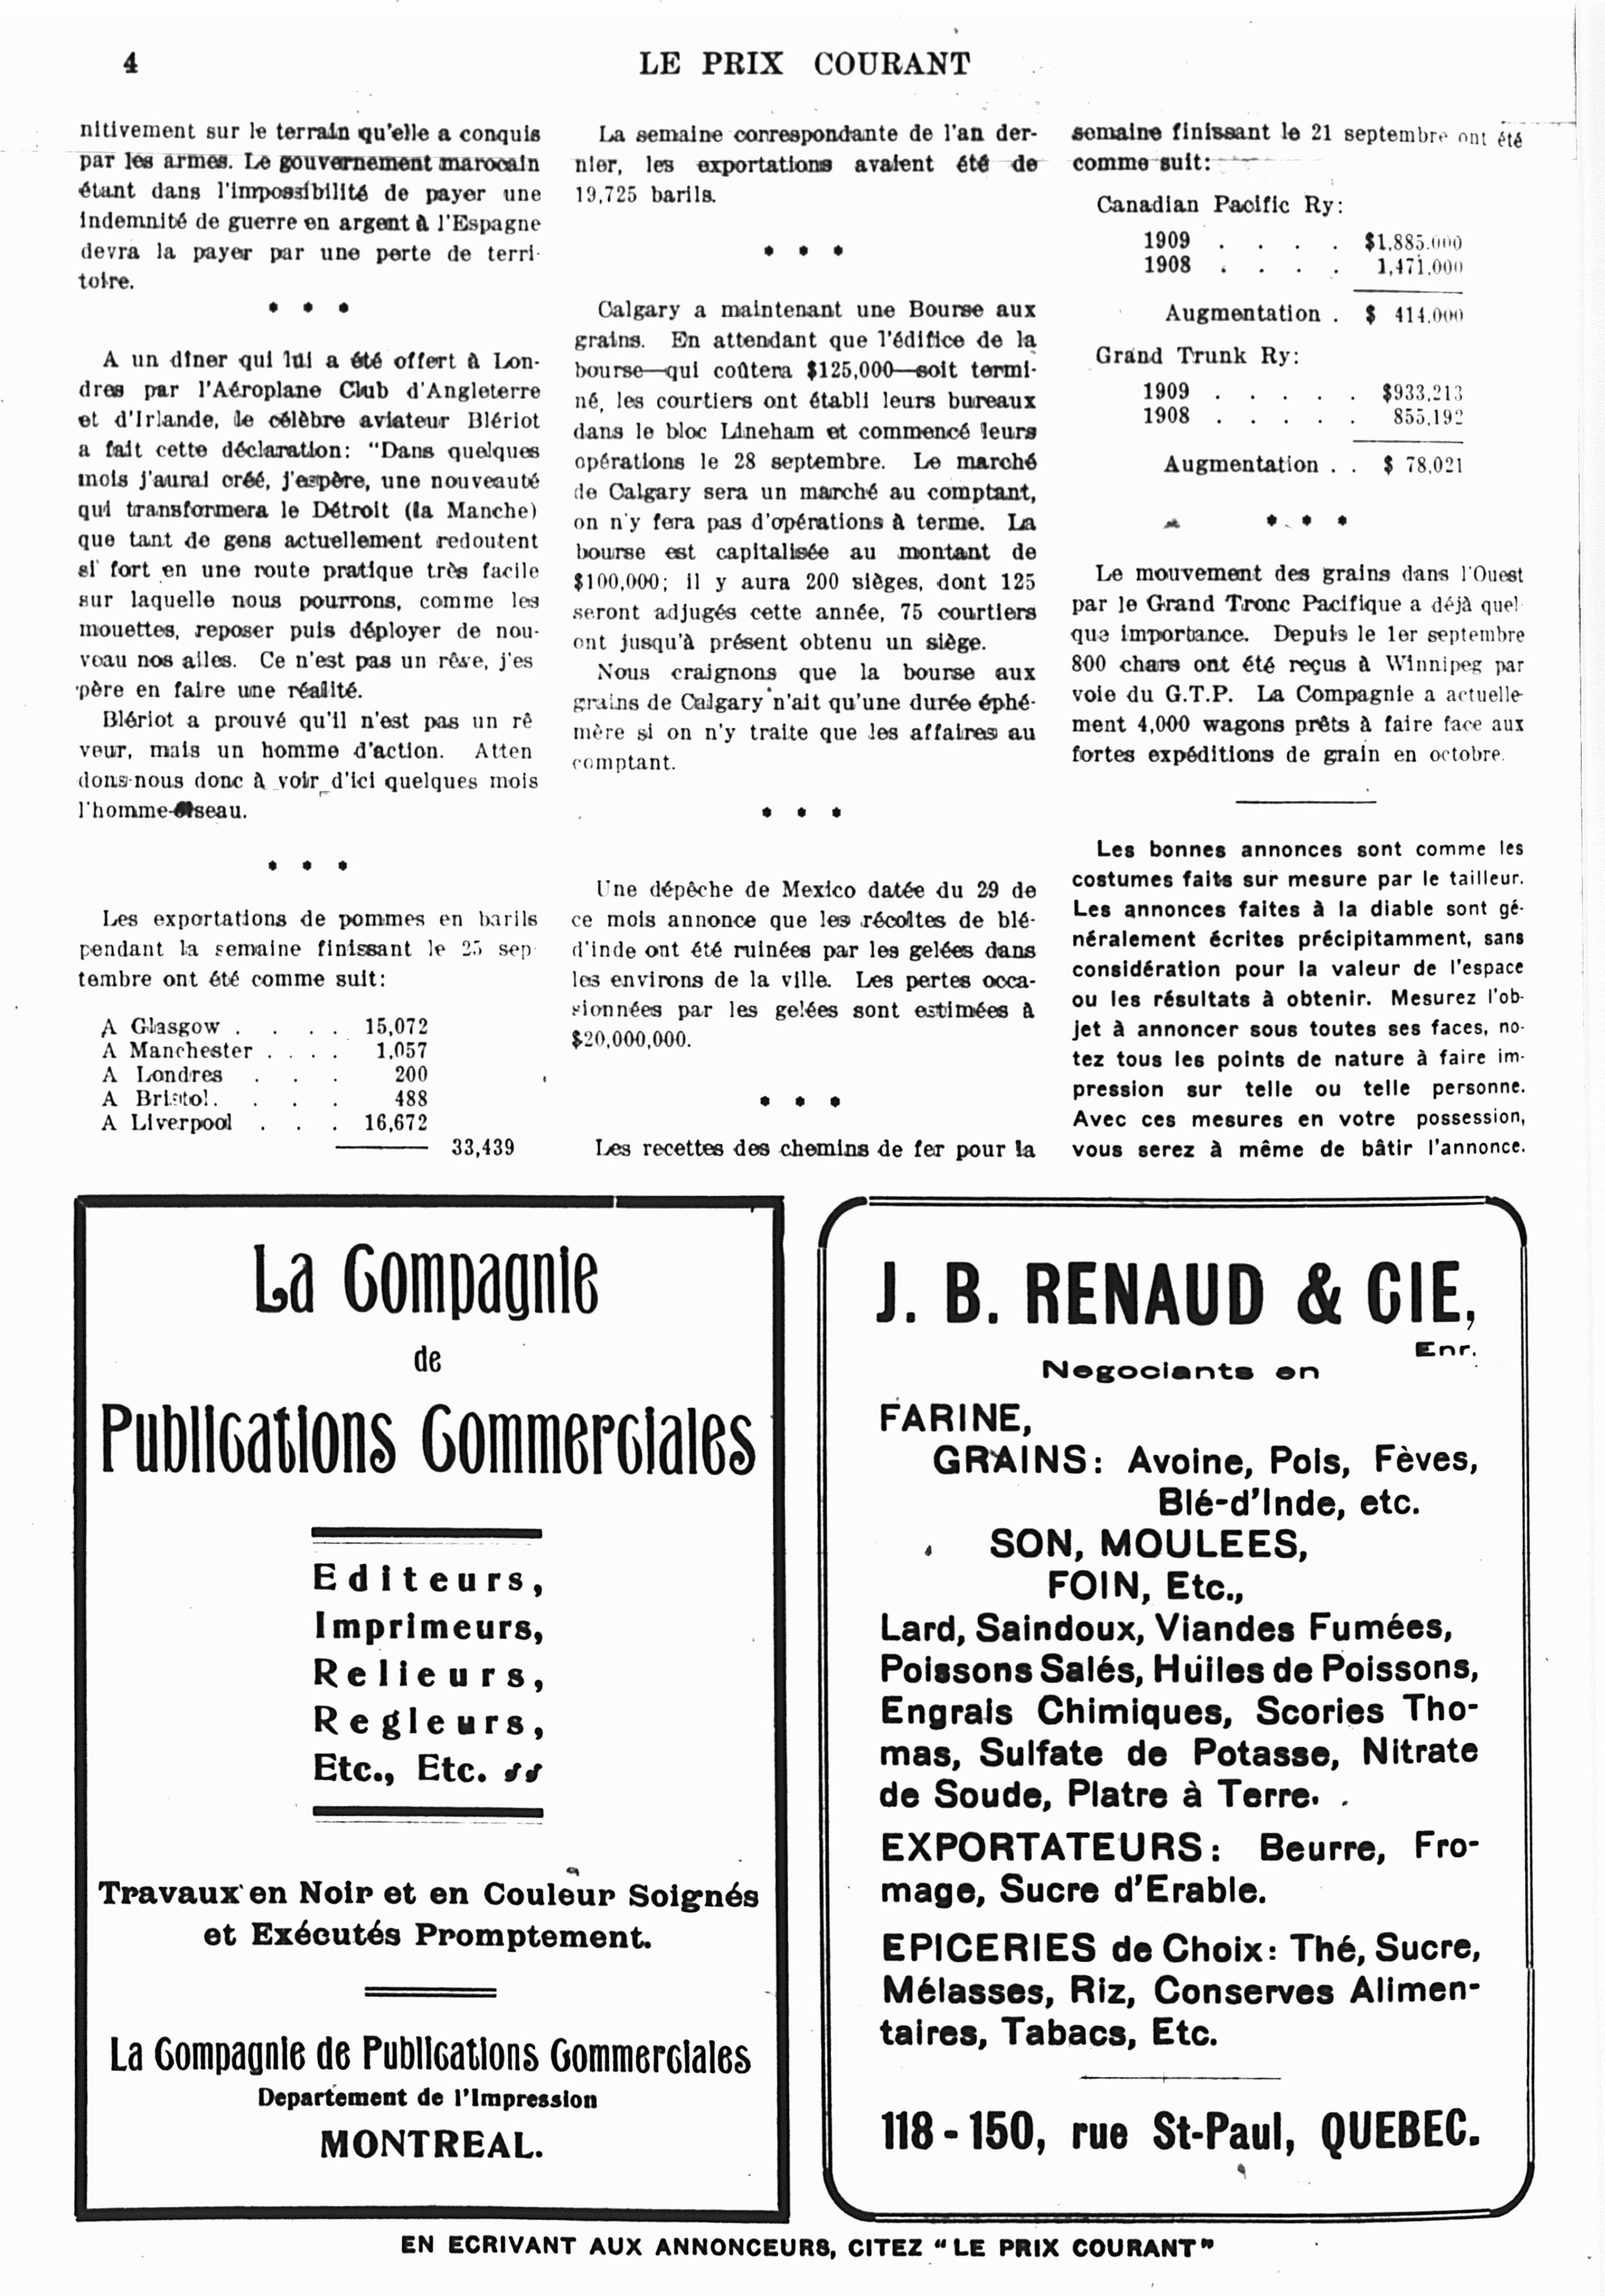 4
LE PRIX COURANT
nitivement sur le terrain qu'elle a conquis
par les armes. Le gouvernement marocain
étant dans l'impossibilité de payer une
indemnité de guerre en argent à l'Espagne
devra la payer par une perte de terri-
toire.
* * *
A un dîner qui lui a été offert à Lon-
dres par l'Aéroplane Club d'Angleterre
et d'Irlande, le célèbre aviateur Blériot
a fait cette déclaration: "Dans quelques
mois j'aurai créé, j'espère, une nouveauté
qui transformera le Détroit (la Manche)
que tant de gens actuellement redoutent
si fort en une route pratique très facile
sur laquelle nous pourrons, comme les
mouettes, reposer puis déployer de nou-
veau nos ailes. Ce n'est pas un rêve, j'es
père en faire une réalité.
Blériot a prouvé qu'il n'est pas un rê
veur, mais un homme d'action. Atten
dons-nous donc à voir d'ici quelques mois
l'homme-oiseau.
* * *
Les exportations de pommes en barils
pendant la semaine finissant le 25 sep
tembre ont été comme suit:
A Glasgow . . . . 15,072
A Manchester . . . . 1,057
A Londres . . . 200
A Bristol. . . . 488
A Liverpool . . . 16,672
33,439
La semaine correspondante de l'an der-
nier, les exportations avaient été de
19,725 barils.
* * *
Calgary a maintenant une Bourse aux
grains. En attendant que l'édifice de la
bourse—qui coûtera $125,000—soit termi-
né, les courtiers ont établi leurs bureaux
dans le bloc Lineham et commencé leurs
opérations le 28 septembre. Le marché
de Calgary sera un marché au comptant,
on n'y fera pas d'opérations à terme. La
bourse est capitalisée au montant de
$100,000; il y aura 200 sièges, dont 125
seront adjugés cette année, 75 courtiers
ont jusqu'à présent obtenu un siège.
Nous craignons que la bourse aux
grains de Calgary n'ait qu'une durée éphé-
mère si on n'y traite que les affaires au
comptant.
* * *
Une dépêche de Mexico datée du 29 de
ce mois annonce que les récoltes de blé-
d'inde ont été ruinées par les gelées dans
les environs de la ville. Les pertes occa-
sionnées par les gelées sont estimées à
$20,000,000.
* * *
Les recettes des chemins de fer pour la
semaine finissant le 21 septembre ont été
comme suit:
Canadian Pacific Ry:
1909 . . . . $1,885.000
1908 . . . . 1,471,000
Augmentation . $ 414,000
Grand Trunk Ry:
1909 . . . . . $933,213
1908 . . . . . 855,192
Augmentation . . $ 78,021
* * *
Le mouvement des grains dans l'Ouest
par le Grand Tronc Pacifique a déjà quel
que importance. Depuis le 1er septembre
800 chars ont été reçus à Winnipeg par
voie du G.T.P. La Compagnie a actuelle-
ment 4,000 wagons prêts à faire face aux
fortes expéditions de grain en octobre.
Les bonnes annonces sont comme les
costumes faits sur mesure par le tailleur.
Les annonces faites à la diable sont gé-
néralement écrites précipitamment, sans
considération pour la valeur de l'espace
ou les résultats à obtenir. Mesurez l'ob-
jet à annoncer sous toutes ses faces, no-
tez tous les points de nature à faire im-
pression sur telle ou telle personne.
Avec ces mesures en votre possession,
vous serez à même de bâtir l'annonce.
La Compagnie
de
Publications Commerciales
Editeurs,
Imprimeurs,
Relieurs,
Regleurs,
Etc., Etc.
Travaux en Noir et en Couleur Soignés
et Exécutés Promptement.
La Compagnie de Publications Commerciales
Departement de l'Impression
MONTREAL.
J. B. RENAUD & CIE,
Enr.
Negociants en
FARINE,
GRAINS: Avoine, Pois, Fèves,
Blé-d'Inde, etc.
SON, MOULEES,
FOIN, Etc.,
Lard, Saindoux, Viandes Fumées,
Poissons Salés, Huiles de Poissons,
Engrais Chimiques, Scories Tho-
mas, Sulfate de Potasse, Nitrate
de Soude, Platre à Terre.
EXPORTATEURS: Beurre, Fro-
mage, Sucre d'Erable.
EPICERIES de Choix: Thé, Sucre,
Mélasses, Riz, Conserves Alimen-
taires, Tabacs, Etc.
118-150, rue St-Paul, QUEBEC.
EN ECRIVANT AUX ANNONCEURS, CITEZ "LE PRIX COURANT"